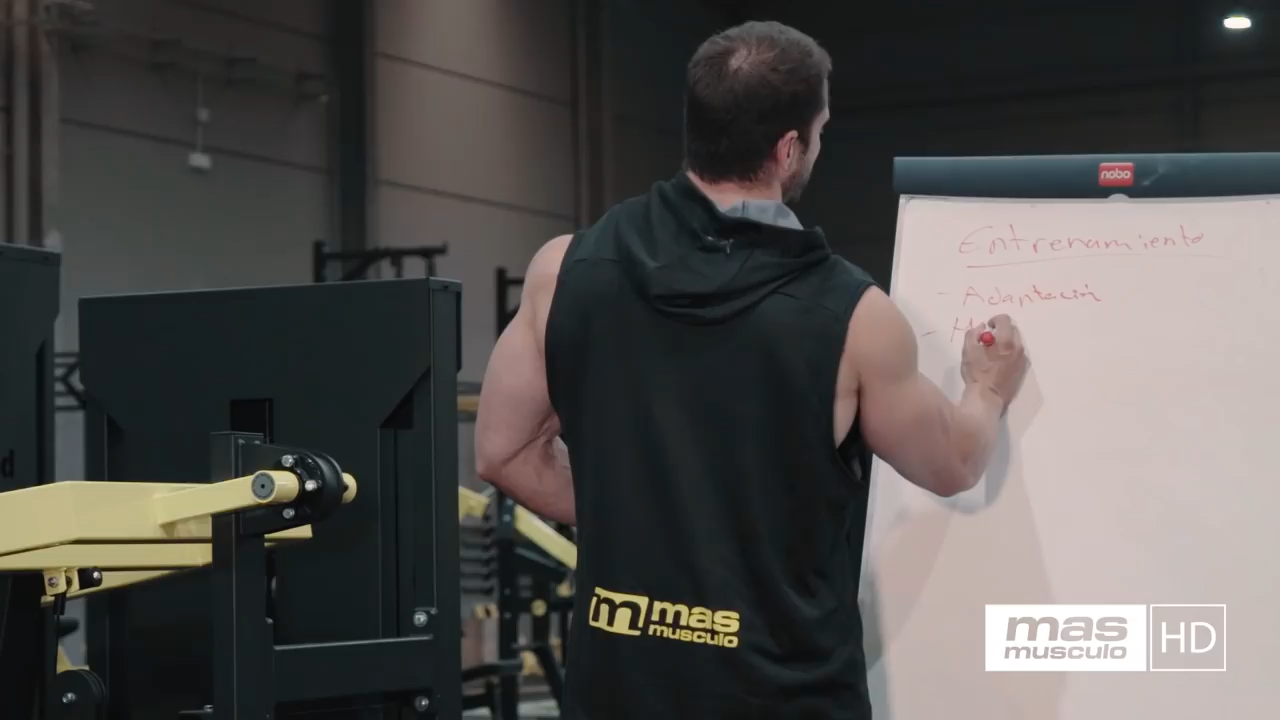 nobo
Entrenamiento
- Adaptación
- H
m mas
musculo
mas
musculo
HD